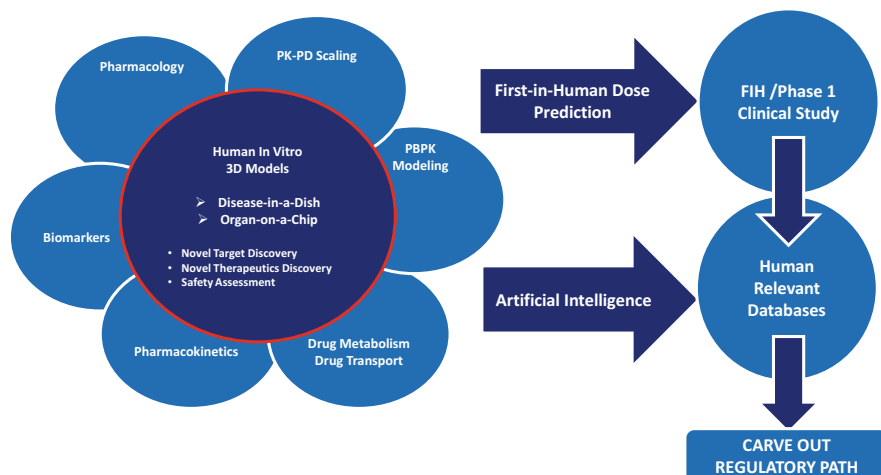 Pharmacology
PK-PD Scaling
PBPK
Modeling
Human In Vitro
3D Models
➢ Disease-in-a-Dish
➢ Organ-on-a-Chip
• Novel Target Discovery
• Novel Therapeutics Discovery
• Safety Assessment
Biomarkers
Pharmacokinetics
Drug Metabolism
Drug Transport
First-in-Human Dose
Prediction
FIH /Phase 1
Clinical Study
Artificial Intelligence
Human
Relevant
Databases
CARVE OUT
REGULATORY PATH